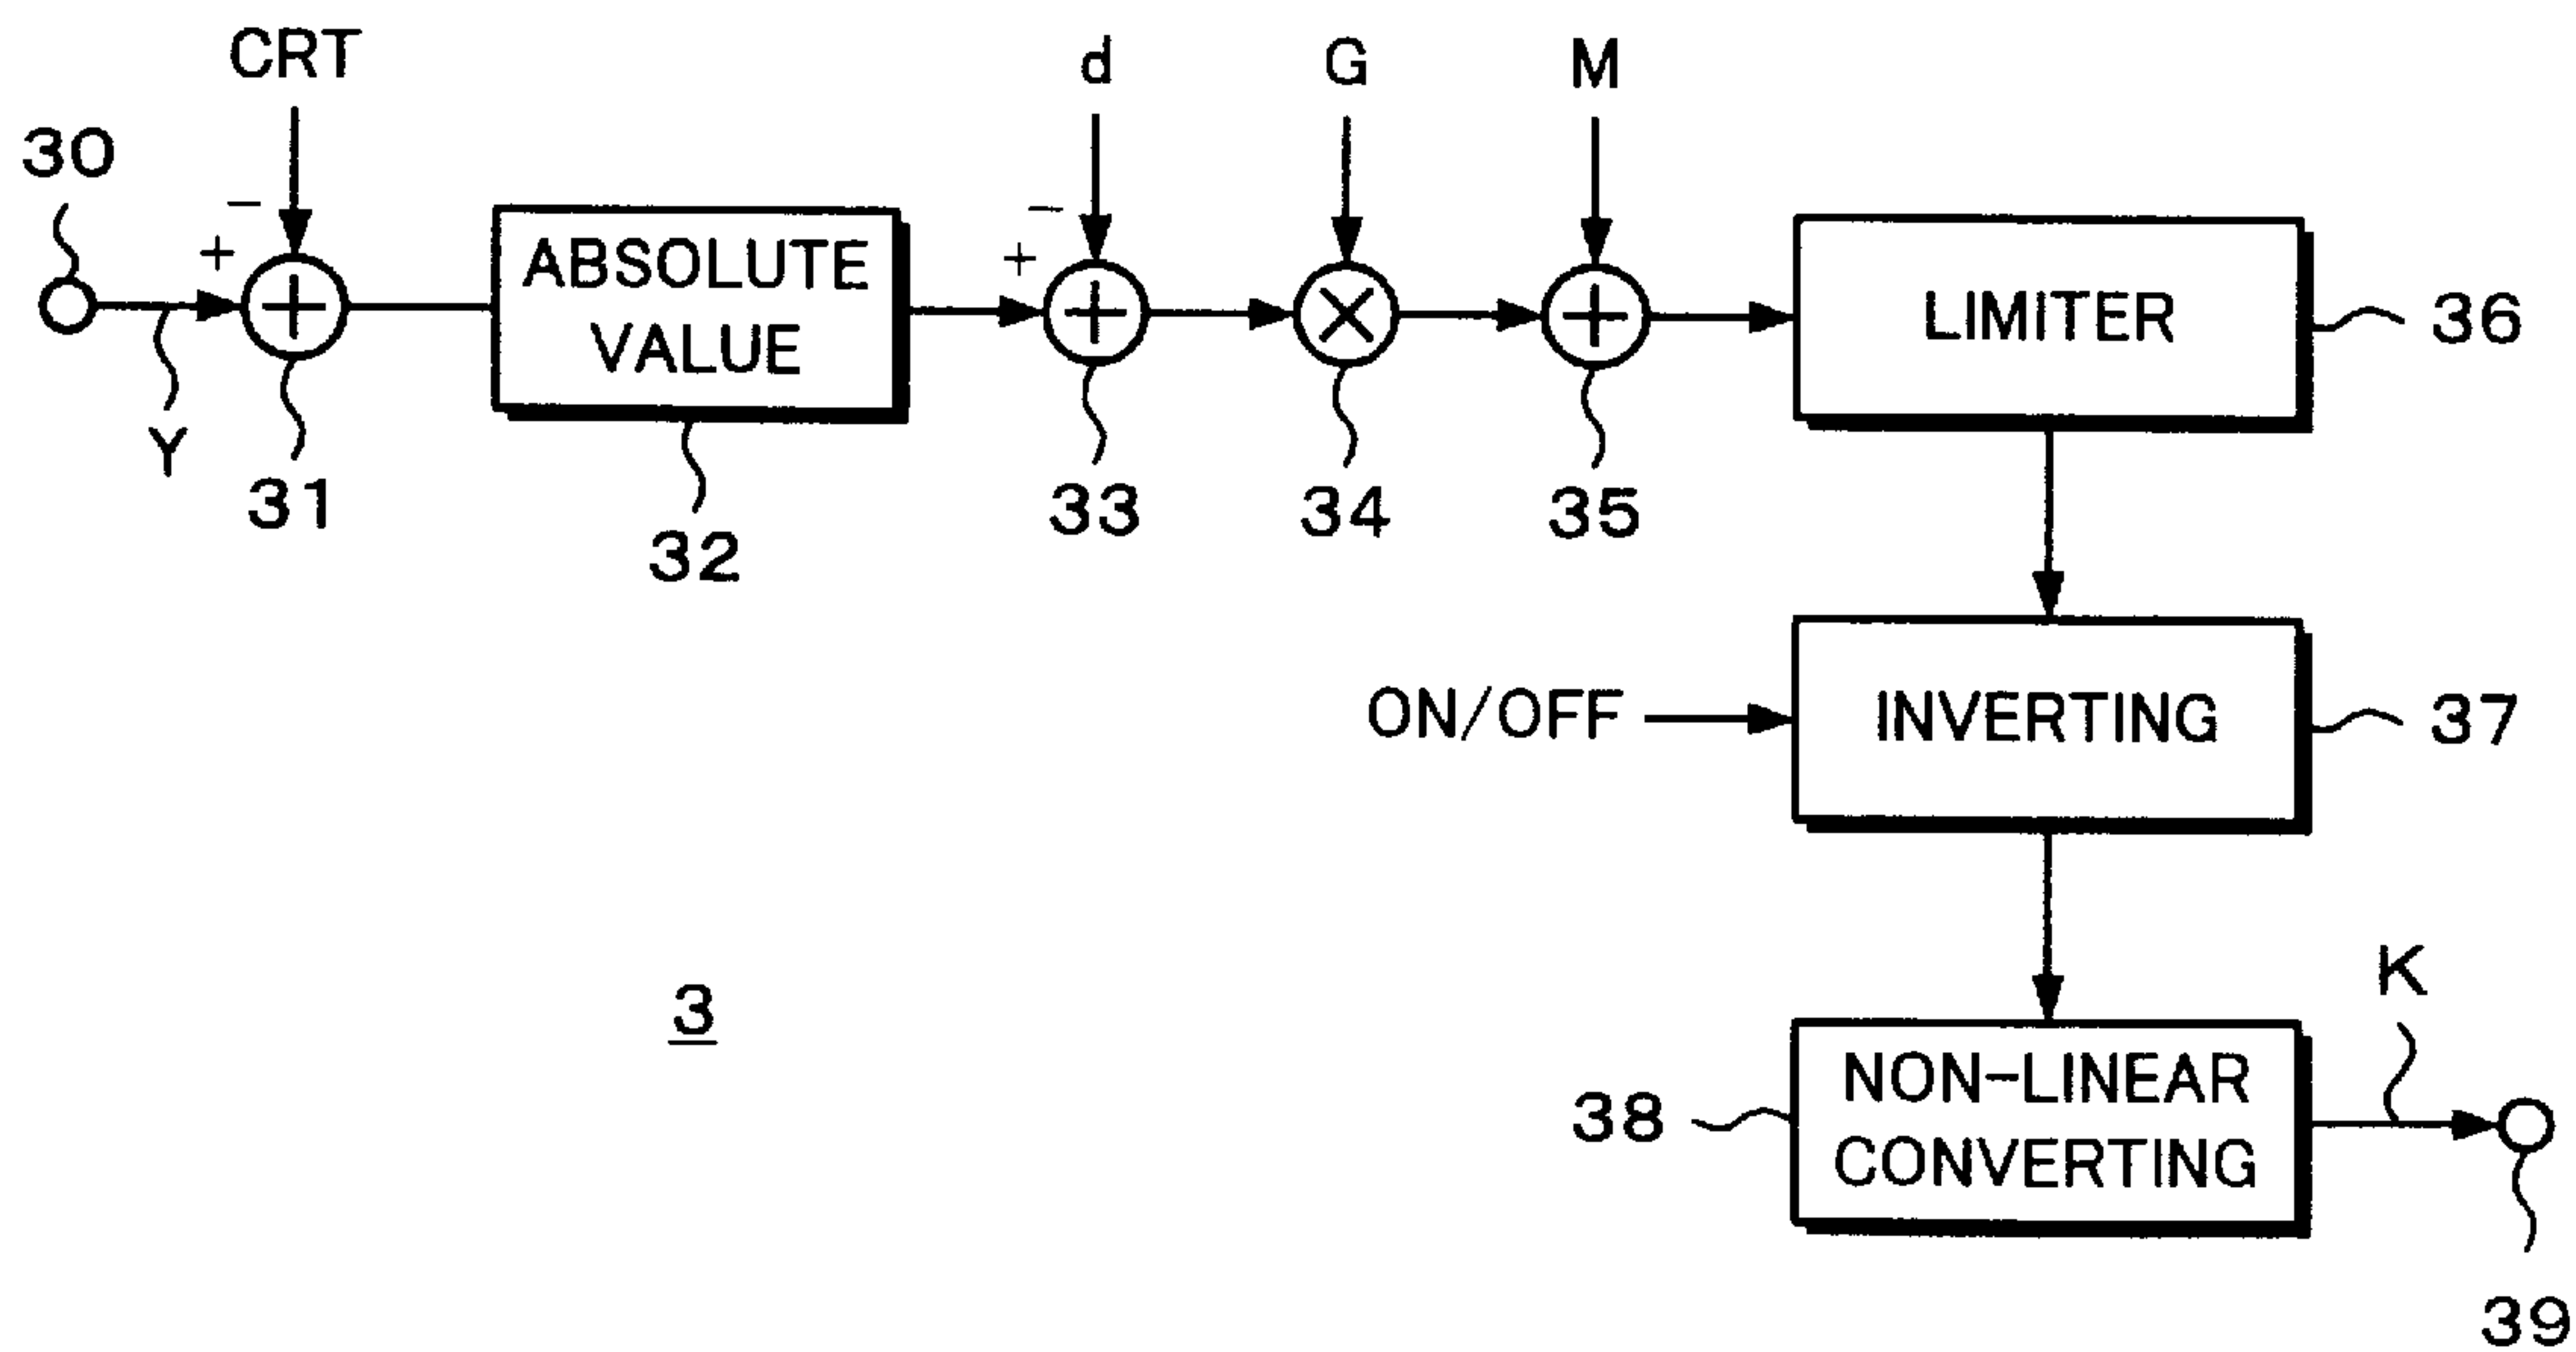 CRT
d
G
M
30
− −
+ +
ABSOLUTE
VALUE
LIMITER
36
Y
31
32
33
34
35
ON/OFF
INVERTING
37
K
3
38
NON-LINEAR
CONVERTING
39